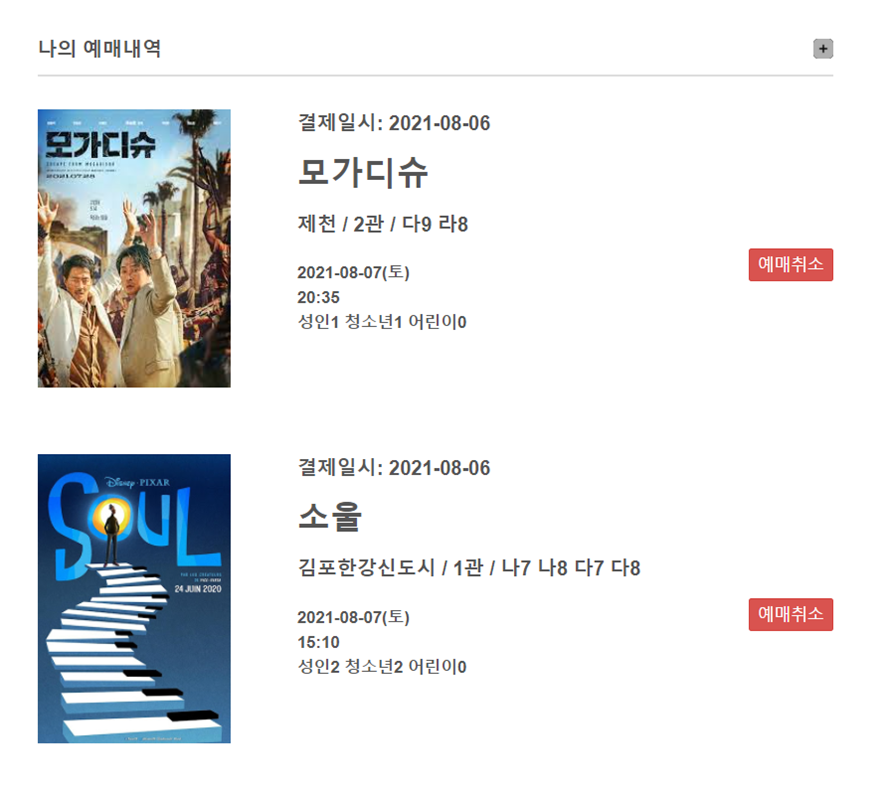 나의 예매내역
+
모가디슈
ESCAPE FROM MOGADISHU
결제일시: 2021-08-06
모가디슈
제천 / 2관 / 다9 라8
2021-08-07(토)
20:35
성인1 청소년1 어린이0
예매취소
Disney · PIXAR
SOUL
24 JUIN 2020
결제일시: 2021-08-06
소울
김포한강신도시 / 1관 / 나7 나8 다7 다8
2021-08-07(토)
15:10
성인2 청소년2 어린이0
예매취소